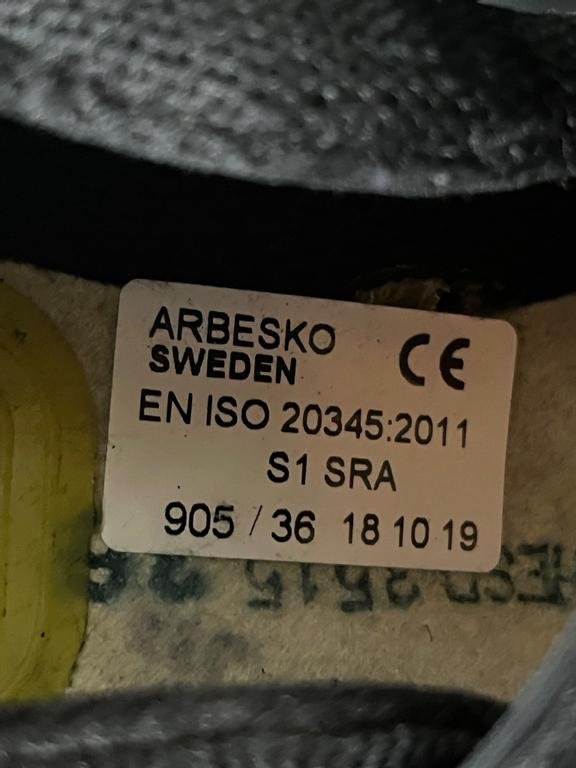 ARBESKO
SWEDEN
CE
EN ISO 20345:2011
S1 SRA
905 / 36 18 10 19